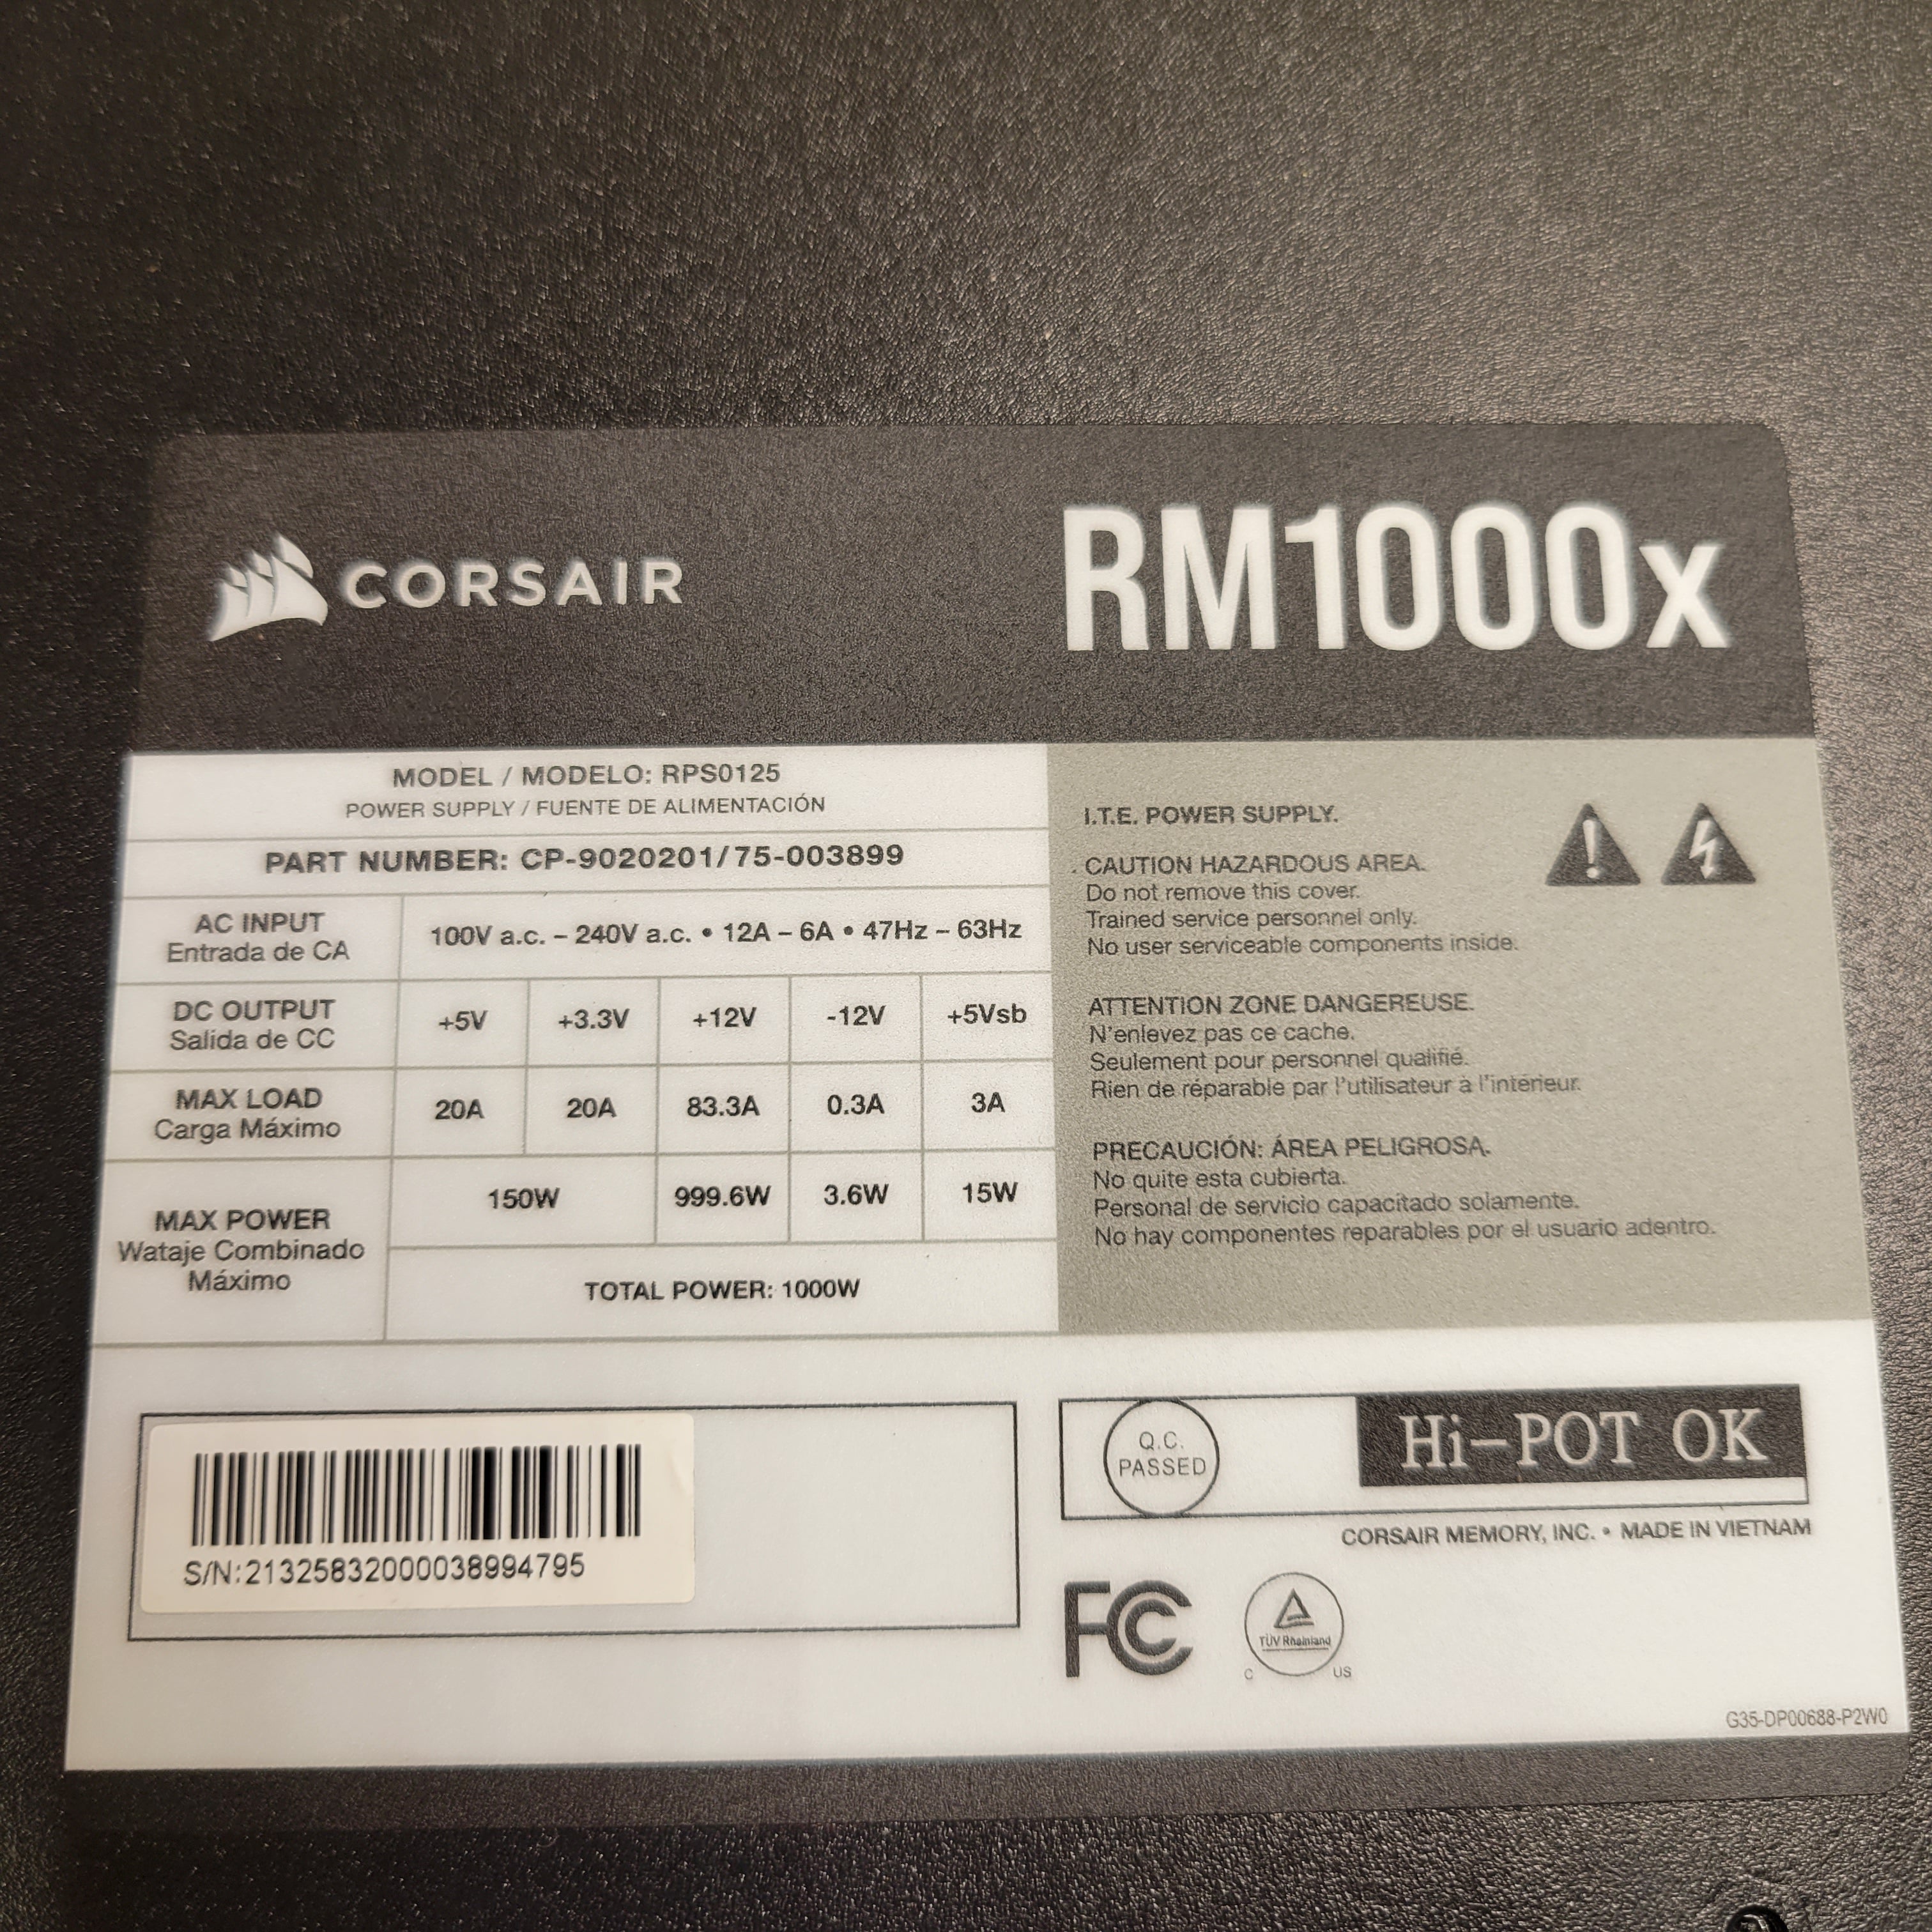 CORSAIR
RM1000x
MODEL / MODELO: RPS0125
POWER SUPPLY / FUENTE DE ALIMENTACIÓN
PART NUMBER: CP-9020201/75-003899
AC INPUT
Entrada de CA
100V a.c. – 240V a.c. • 12A – 6A • 47Hz – 63Hz
DC OUTPUT
Salida de CC
+5V +3.3V +12V -12V +5Vsb
MAX LOAD
Carga Máximo
20A 20A 83.3A 0.3A 3A
MAX POWER
Wataje Combinado
Máximo
150W 999.6W 3.6W 15W
TOTAL POWER: 1000W
I.T.E. POWER SUPPLY.
CAUTION HAZARDOUS AREA.
Do not remove this cover.
Trained service personnel only.
No user serviceable components inside.
ATTENTION ZONE DANGEREUSE.
N'enlevez pas ce cache.
Seulement pour personnel qualifié.
Rien de réparable par l'utilisateur à l'intérieur.
PRECAUCIÓN: ÁREA PELIGROSA.
No quite esta cubierta.
Personal de servicio capacitado solamente.
No hay componentes reparables por el usuario adentro.
S/N:21325832000038994795
Q.C.
PASSED
Hi-POT OK
CORSAIR MEMORY, INC. • MADE IN VIETNAM
FC
TÜV Rheinland
C US
G35-DP00688-P2W0